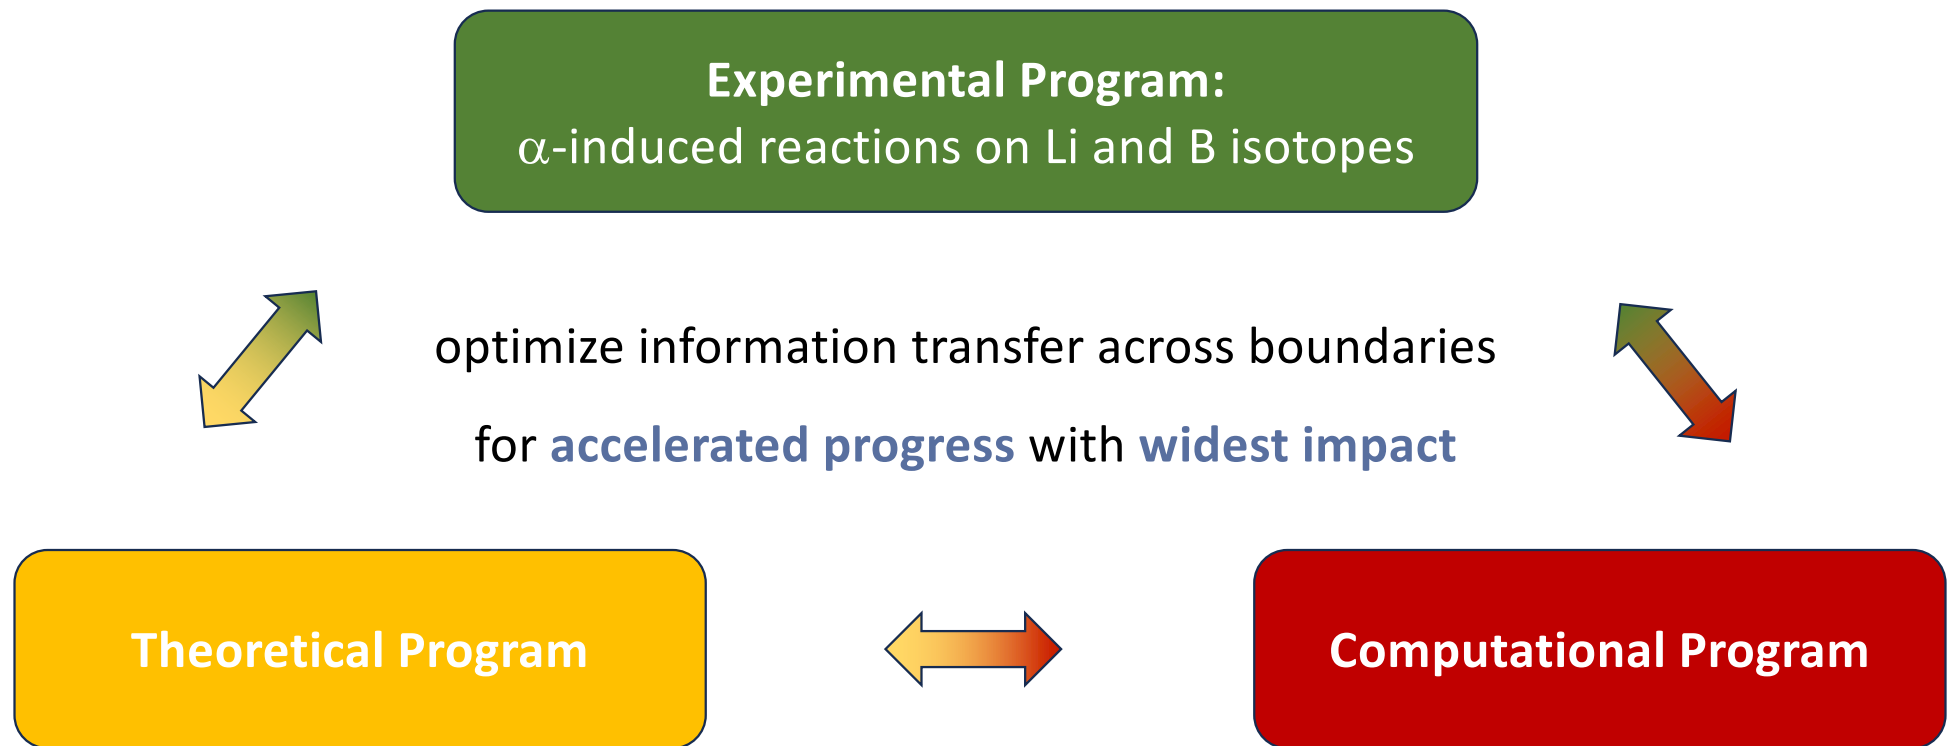 Experimental Program:
α-induced reactions on Li and B isotopes
optimize information transfer across boundaries
for accelerated progress with widest impact
Theoretical Program
Computational Program